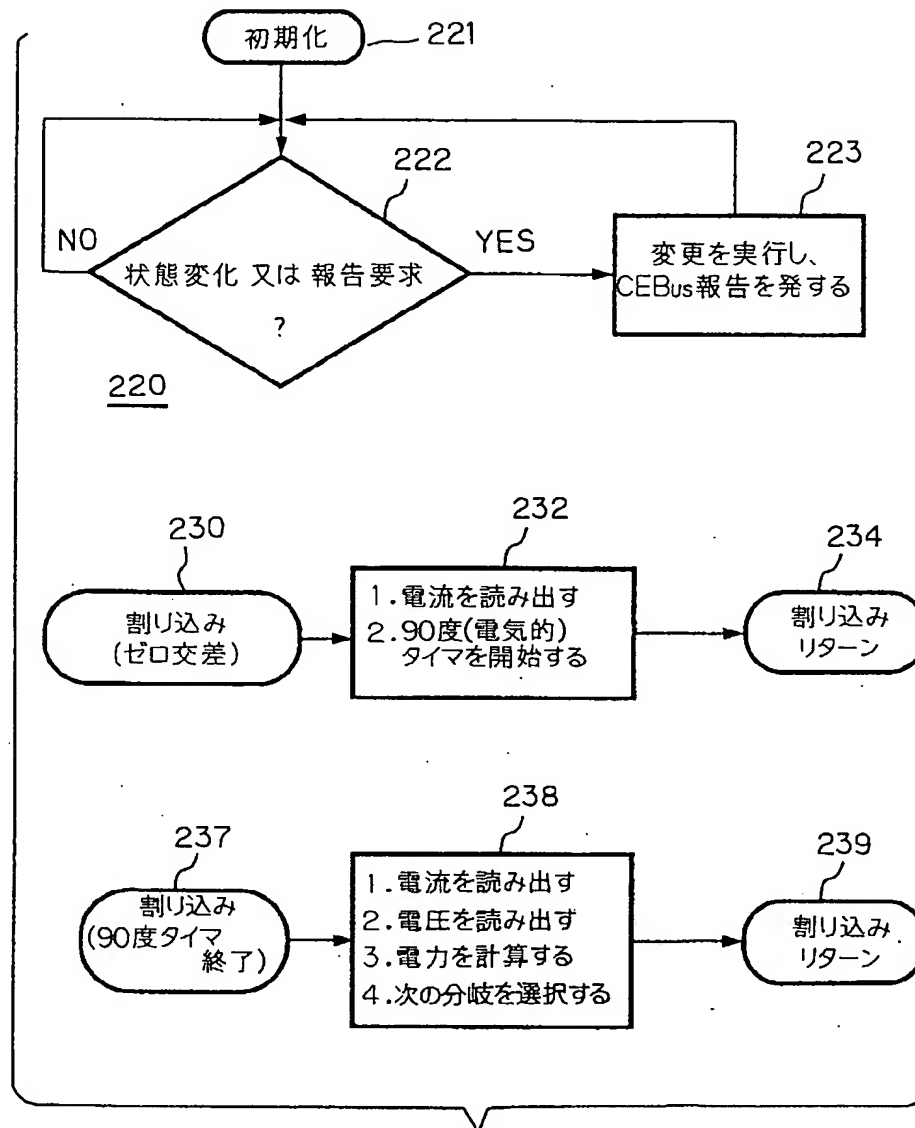 初期化
221
222
223
NO
YES
状態変化 又は 報告要求
?
変更を実行し、
CEBus報告を発する
220
230
232
234
割り込み
(ゼロ交差)
1.電流を読み出す
2.90度(電気的)
タイマを開始する
割り込み
リターン
237
238
239
割り込み
(90度タイマ
終了)
1.電流を読み出す
2.電圧を読み出ず
3.電力を計算する
4.次の分岐を選択する
割り込み
リターン